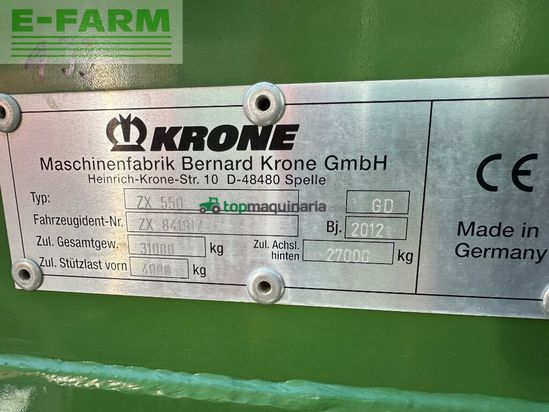 E-FARM
KRONE
Maschinenfabrik Bernard Krone GmbH
Heinrich-Krone-Str. 10 D-48480 Spelle
Typ: ZX 550 GD
topmaquinaria
Fahrzeugident-Nr. ZX 841917 Bj. 2012
Zul. Gesamtgew. 31000 kg Zul. Achsl. hinten 27000 kg
Zul. Stützlast vorn 4000 kg
CE
Made in
Germany